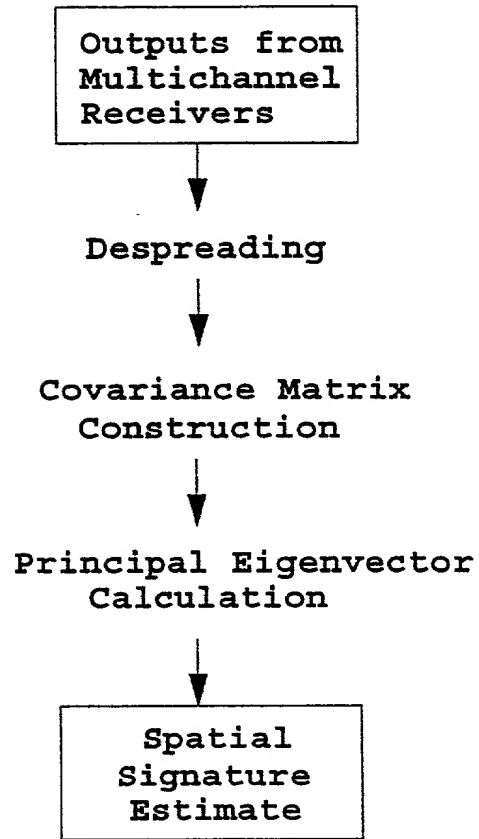 Outputs from
Multichannel
Receivers
Despreading
Covariance Matrix
Construction
Principal Eigenvector
Calculation
Spatial
Signature
Estimate